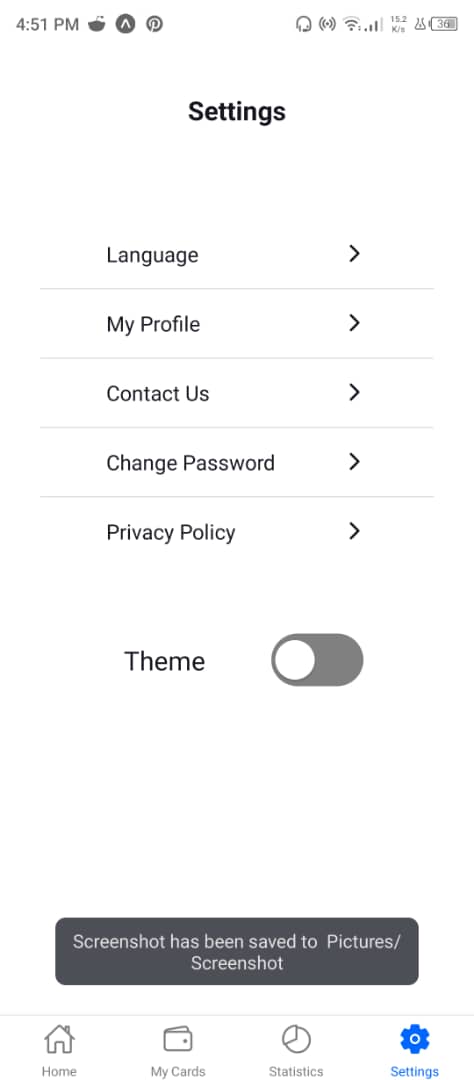 4:51 PM 15.2 K/s 36
Settings
Language
My Profile
Contact Us
Change Password
Privacy Policy
Theme
Screenshot has been saved to Pictures/
Screenshot
Home My Cards Statistics Settings